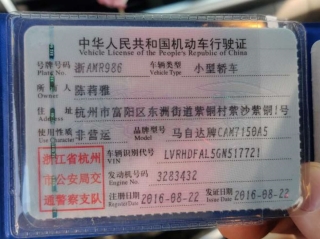 中华人民共和国机动车行驶证
Vehicle License of the People's Republic of China
号牌号码 浙AMR986 车辆类型 小型轿车
Plate No. Vehicle Type
所有人 陈莉雅
Owner
住址 杭州市富阳区东洲街道紫铜村紫沙紫铜1号
Address
使用性质 非营运 品牌型号 马自达牌CAM7150A5
Use Character Model
浙江省杭州
市公安局交
通警察支队
车辆识别代号 LVRHDFAL5GN517721
VIN
发动机号码 3283432
Engine No.
注册日期 2016-08-22 发证日期 2016-08-22
Register Date Issue Date